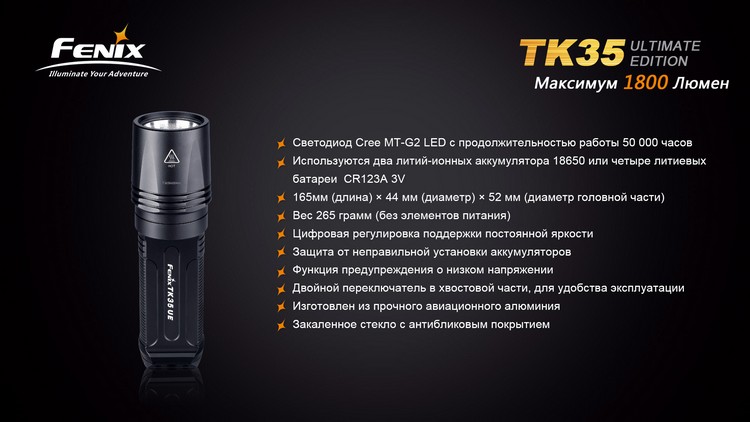 FENIX
Illuminate Your Adventure
TK35 ULTIMATE EDITION
Максимум 1800 Люмен
Светодиод Cree MT-G2 LED с продолжительностью работы 50 000 часов
Используются два литий-ионных аккумулятора 18650 или четыре литиевых
батареи CR123A 3V
165мм (длина) × 44 мм (диаметр) × 52 мм (диаметр головной части)
Вес 265 грамм (без элементов питания)
Цифровая регулировка поддержки постоянной яркости
Защита от неправильной установки аккумуляторов
Функция предупреждения о низком напряжении
Двойной переключатель в хвостовой части, для удобства эксплуатации
Изготовлен из прочного авиационного алюминия
Закаленное стекло с антибликовым покрытием
HOT
FENIX TK35 UE